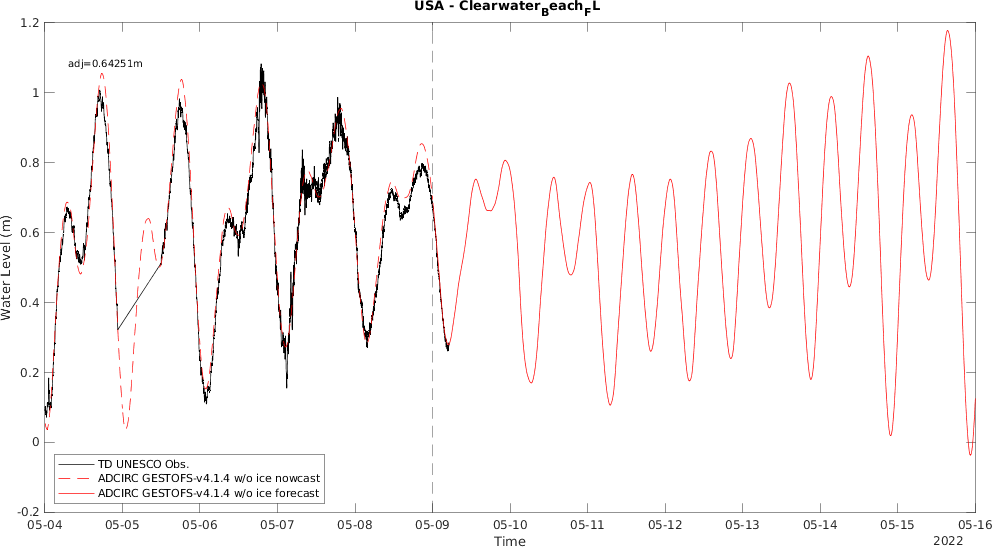 USA - Clearwater_Beach_FL
adj=0.64251m
1.2
1
0.8
0.6
0.4
0.2
0
-0.2
Water Level (m)
TD UNESCO Obs.
ADCIRC GESTOFS-v4.1.4 w/o ice nowcast
ADCIRC GESTOFS-v4.1.4 w/o ice forecast
05-04 05-05 05-06 05-07 05-08 05-09 05-10 05-11 05-12 05-13 05-14 05-15 05-16
Time
2022